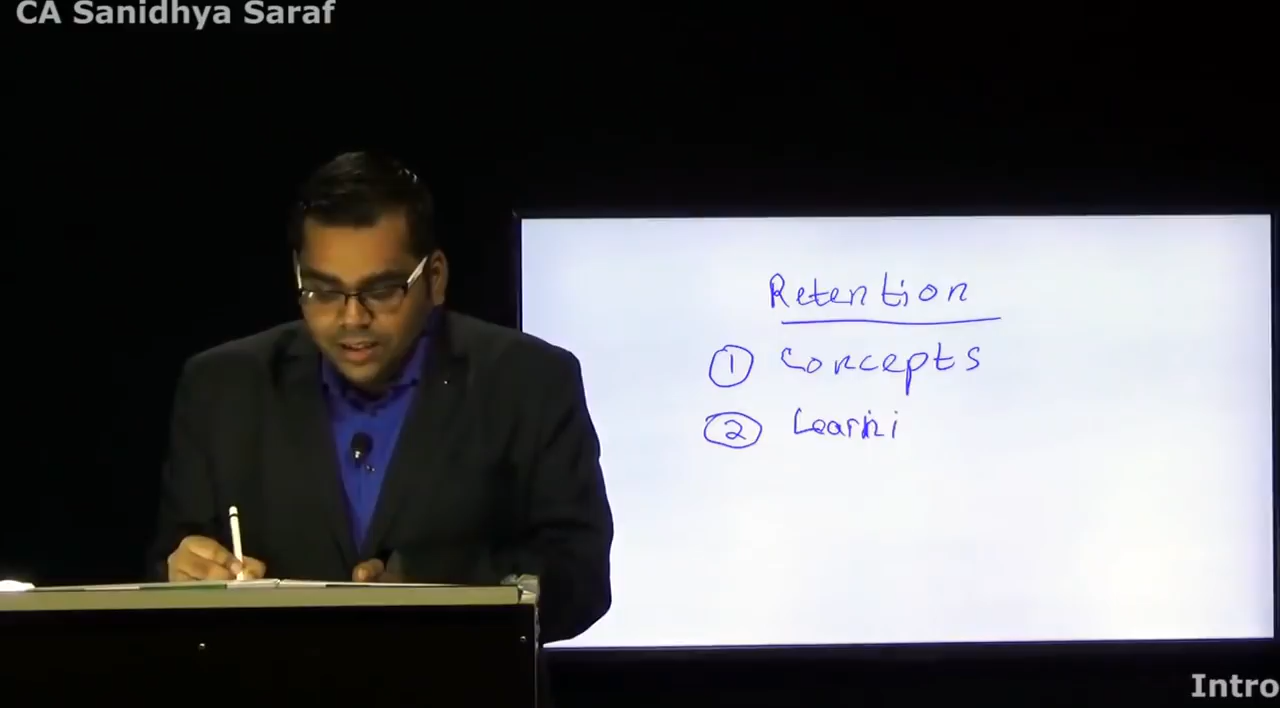 CA Sanidhya Saraf
Retention
① Concepts
② Learni
Intro